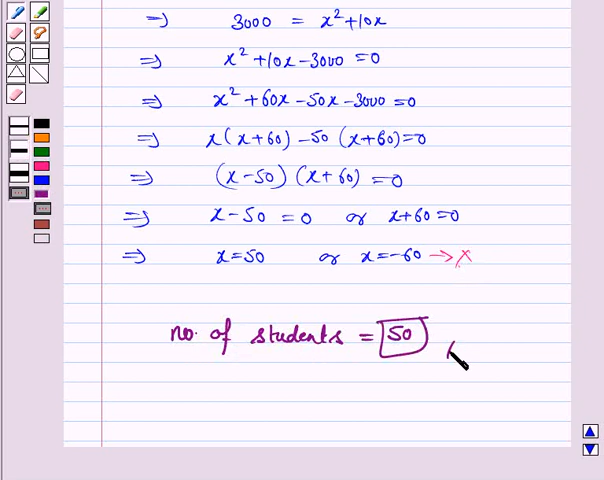 ⇒ 3000 = x² + 10x
⇒ x² + 10x - 3000 = 0
⇒ x² + 60x - 50x - 3000 = 0
⇒ x(x+60) - 50(x+60) = 0
⇒ (x-50)(x+60) = 0
⇒ x - 50 = 0 or x + 60 = 0
⇒ x = 50 or x = -60 → ×
no. of students = 50 (